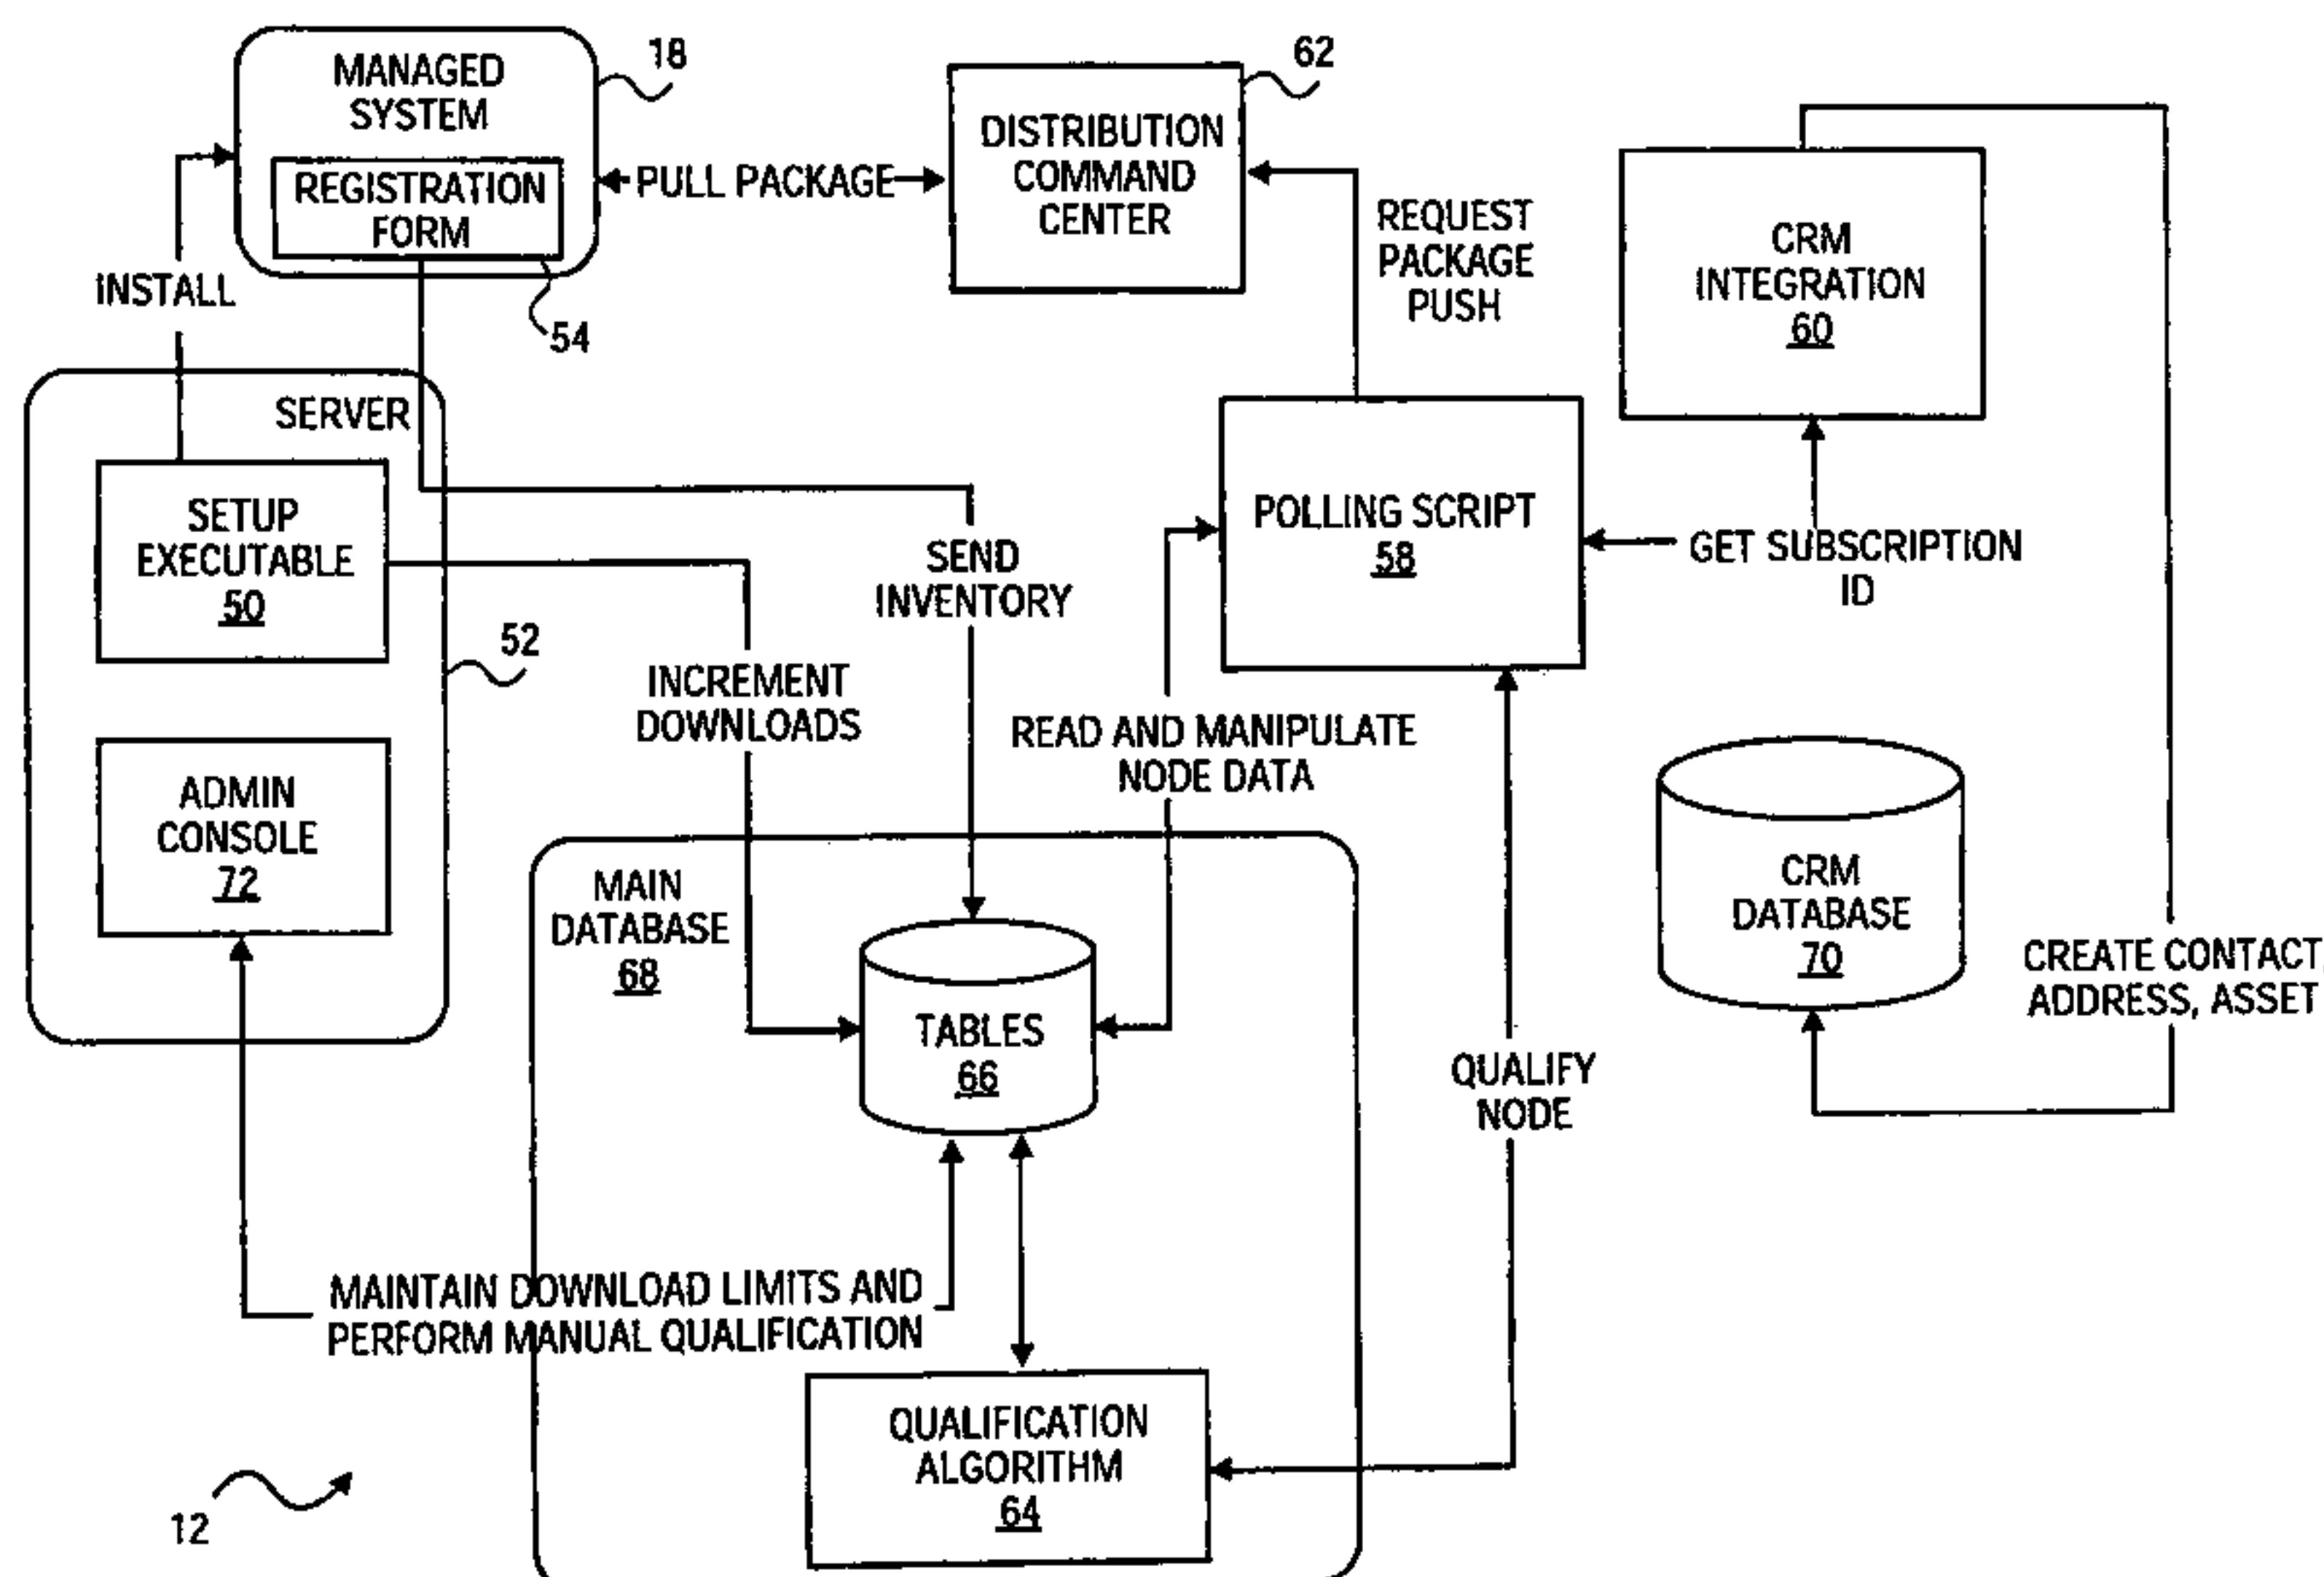 MANAGED
SYSTEM
18
REGISTRATION
FORM
54
PULL PACKAGE
62
DISTRIBUTION
COMMAND
CENTER
REQUEST
PACKAGE
PUSH
CRM
INTEGRATION
60
INSTALL
SERVER
SETUP
EXECUTABLE
50
52
SEND
INVENTORY
POLLING SCRIPT
58
GET SUBSCRIPTION
ID
INCREMENT
DOWNLOADS
READ AND MANIPULATE
NODE DATA
ADMIN
CONSOLE
72
MAIN
DATABASE
68
TABLES
66
CRM
DATABASE
70
CREATE CONTACT,
ADDRESS, ASSET
QUALIFY
NODE
MAINTAIN DOWNLOAD LIMITS AND
PERFORM MANUAL QUALIFICATION
QUALIFICATION
ALGORITHM
64
12